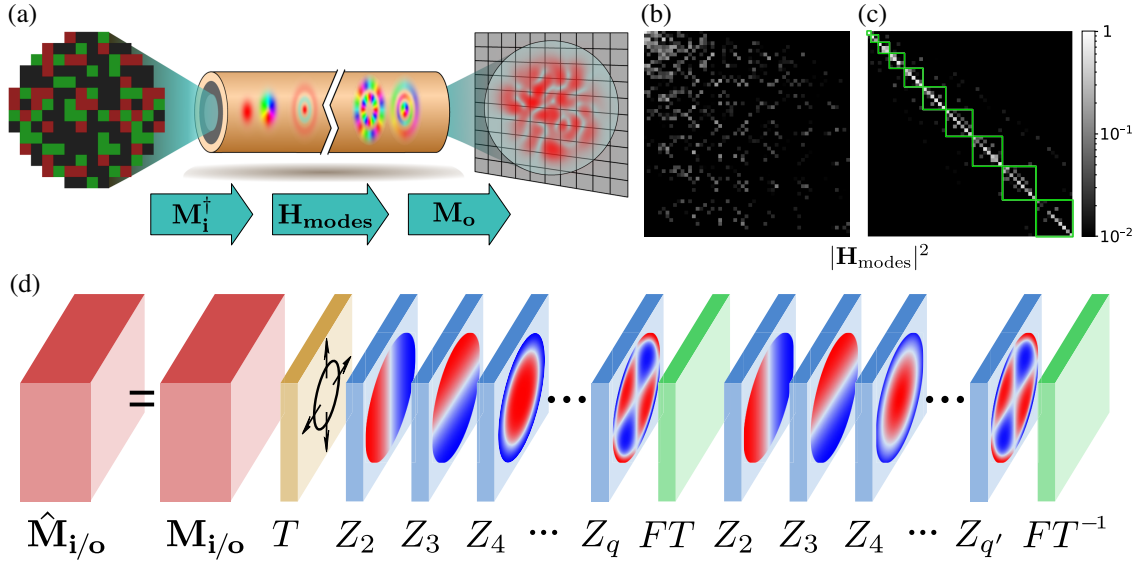 (a)
(b)
(c)
1
10⁻¹
10⁻²
M_i^†
H_modes
M_o
|H_modes|²
(d)
=
M̂_i/o M_i/o T Z_2 Z_3 Z_4 ... Z_q FT Z_2 Z_3 Z_4 ... Z_q′ FT⁻¹